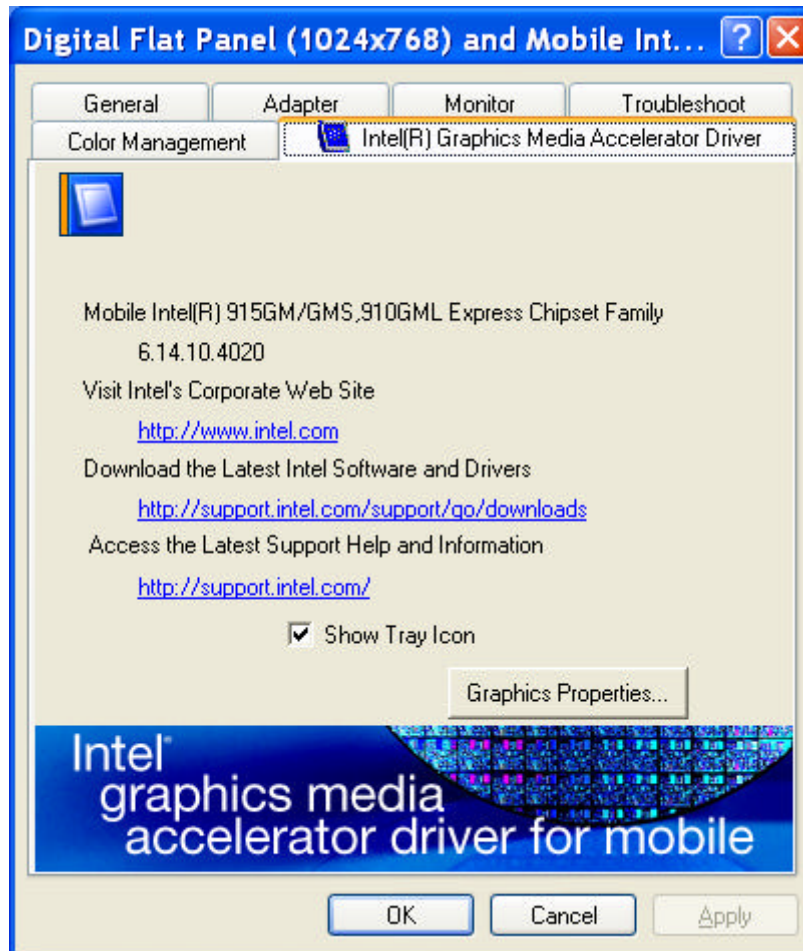 Digital Flat Panel (1024x768) and Mobile Int...
General Adapter Monitor Troubleshoot
Color Management Intel(R) Graphics Media Accelerator Driver
Mobile Intel(R) 915GM/GMS,910GML Express Chipset Family
6.14.10.4020
Visit Intel's Corporate Web Site
http://www.intel.com
Download the Latest Intel Software and Drivers
http://support.intel.com/support/go/downloads
Access the Latest Support Help and Information
http://support.intel.com/
Show Tray Icon
Graphics Properties...
Intel®
graphics media
accelerator driver for mobile
OK Cancel Apply